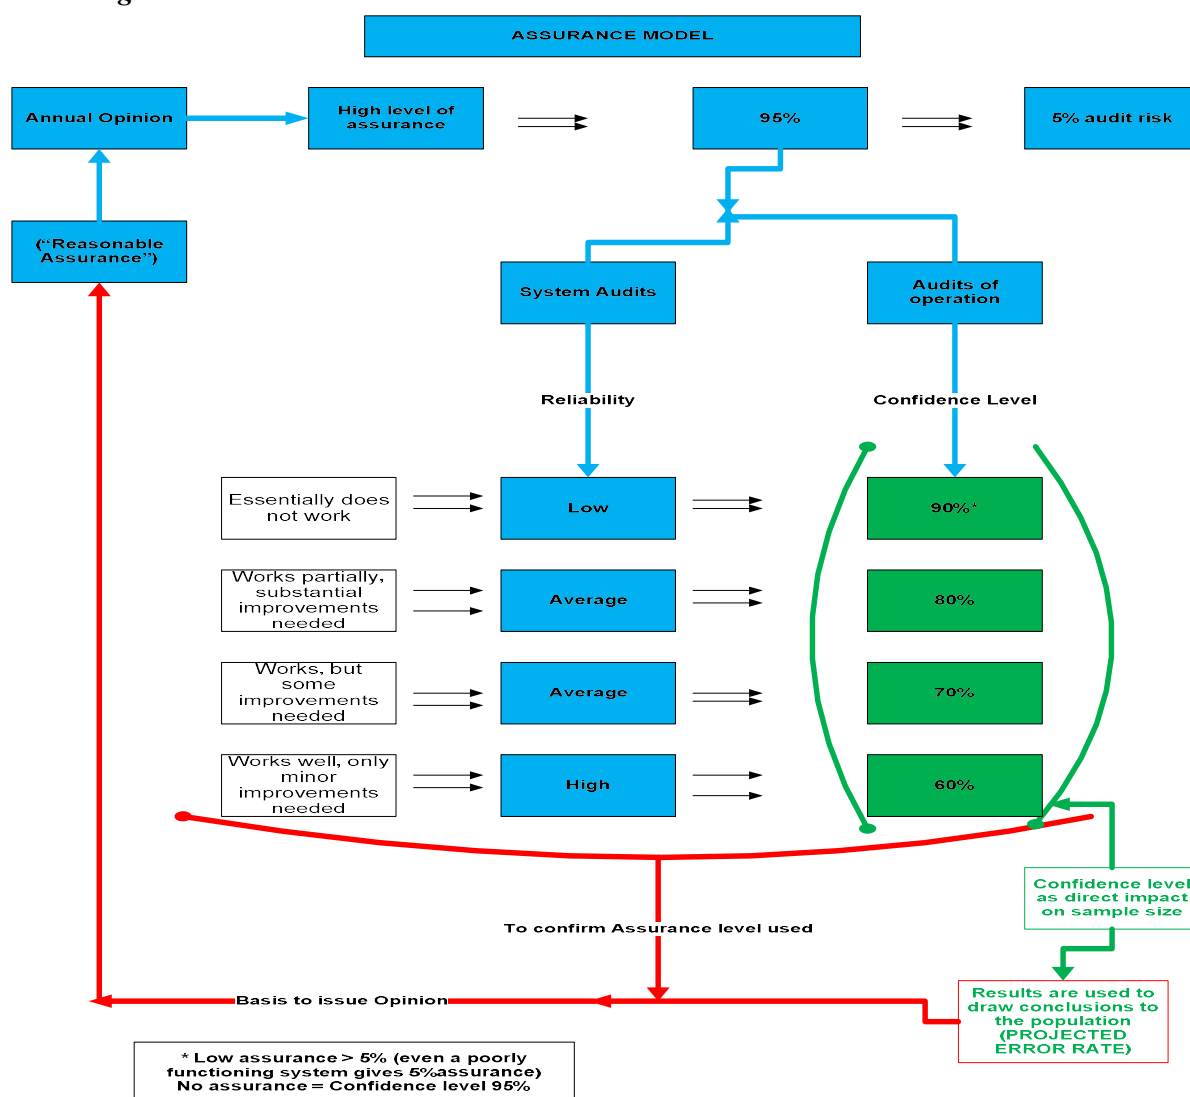 ASSURANCE MODEL
Annual Opinion
High level of
assurance
95%
5% audit risk
("Reasonable
Assurance")
System Audits
Audits of
operation
Reliability
Confidence Level
Essentially does
not work
Low
90%*
Works partially,
substantial
improvements
needed
Average
80%
Works, but
some
improvements
needed
Average
70%
Works well, only
minor
improvements
needed
High
60%
Confidence level
as direct impact
on sample size
To confirm Assurance level used
Basis to issue Opinion
Results are used to
draw conclusions to
the population
(PROJECTED
ERROR RATE)
* Low assurance > 5% (even a poorly
functioning system gives 5%assurance)
No assurance = Confidence level 95%